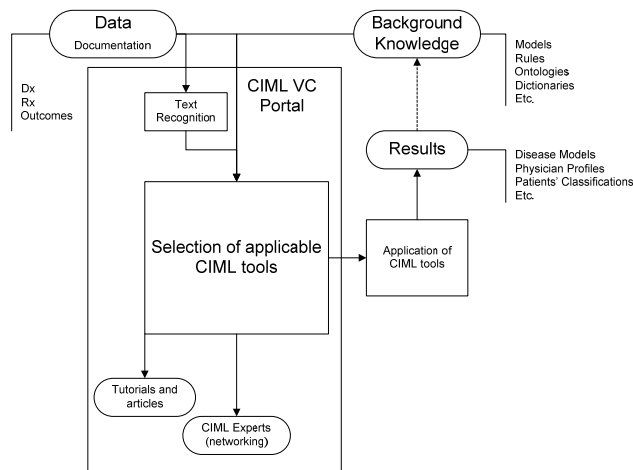 Data
Documentation
Background
Knowledge
Models
Rules
Ontologies
Dictionaries
Etc.
Dx
Rx
Outcomes
CIML VC
Portal
Text
Recognition
Results
Disease Models
Physician Profiles
Patients' Classifications
Etc.
Selection of applicable
CIML tools
Application of
CIML tools
Tutorials and
articles
CIML Experts
(networking)